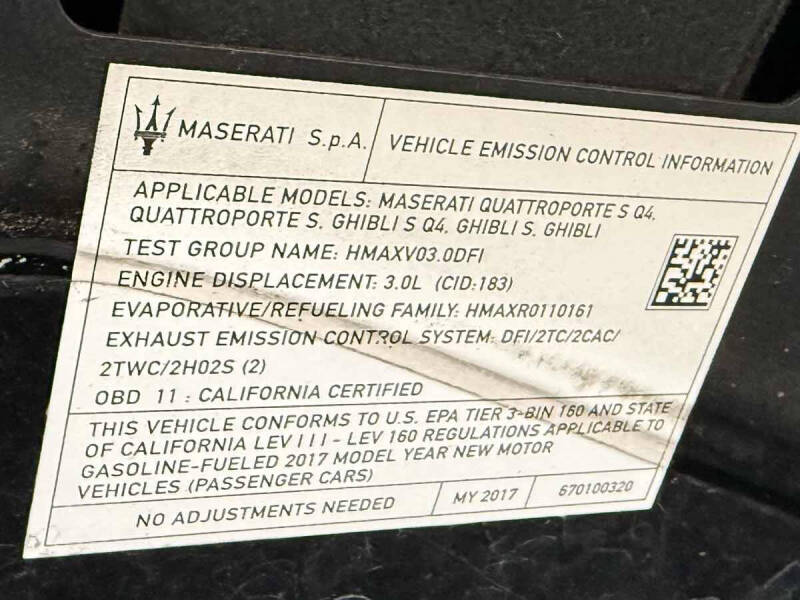 MASERATI S.p.A.
VEHICLE EMISSION CONTROL INFORMATION
APPLICABLE MODELS: MASERATI QUATTROPORTE S Q4,
QUATTROPORTE S, GHIBLI S Q4, GHIBLI S, GHIBLI
TEST GROUP NAME: HMAXV03.0DFI
ENGINE DISPLACEMENT: 3.0L (CID:183)
EVAPORATIVE/REFUELING FAMILY: HMAXR0110161
EXHAUST EMISSION CONTROL SYSTEM: DFI/2TC/2CAC/
2TWC/2HO2S (2)
OBD 11 : CALIFORNIA CERTIFIED
THIS VEHICLE CONFORMS TO U.S. EPA TIER 3-BIN 160 AND STATE
OF CALIFORNIA LEV III - LEV 160 REGULATIONS APPLICABLE TO
GASOLINE-FUELED 2017 MODEL YEAR NEW MOTOR
VEHICLES (PASSENGER CARS)
NO ADJUSTMENTS NEEDED
MY 2017
670100320